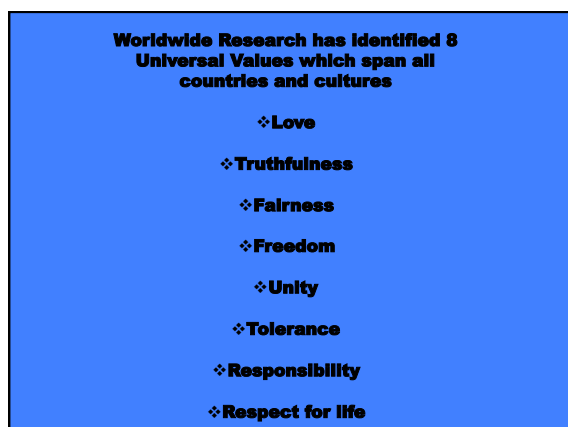 Worldwide Research has identified 8
Universal Values which span all
countries and cultures
❖Love
❖Truthfulness
❖Fairness
❖Freedom
❖Unity
❖Tolerance
❖Responsibility
❖Respect for life